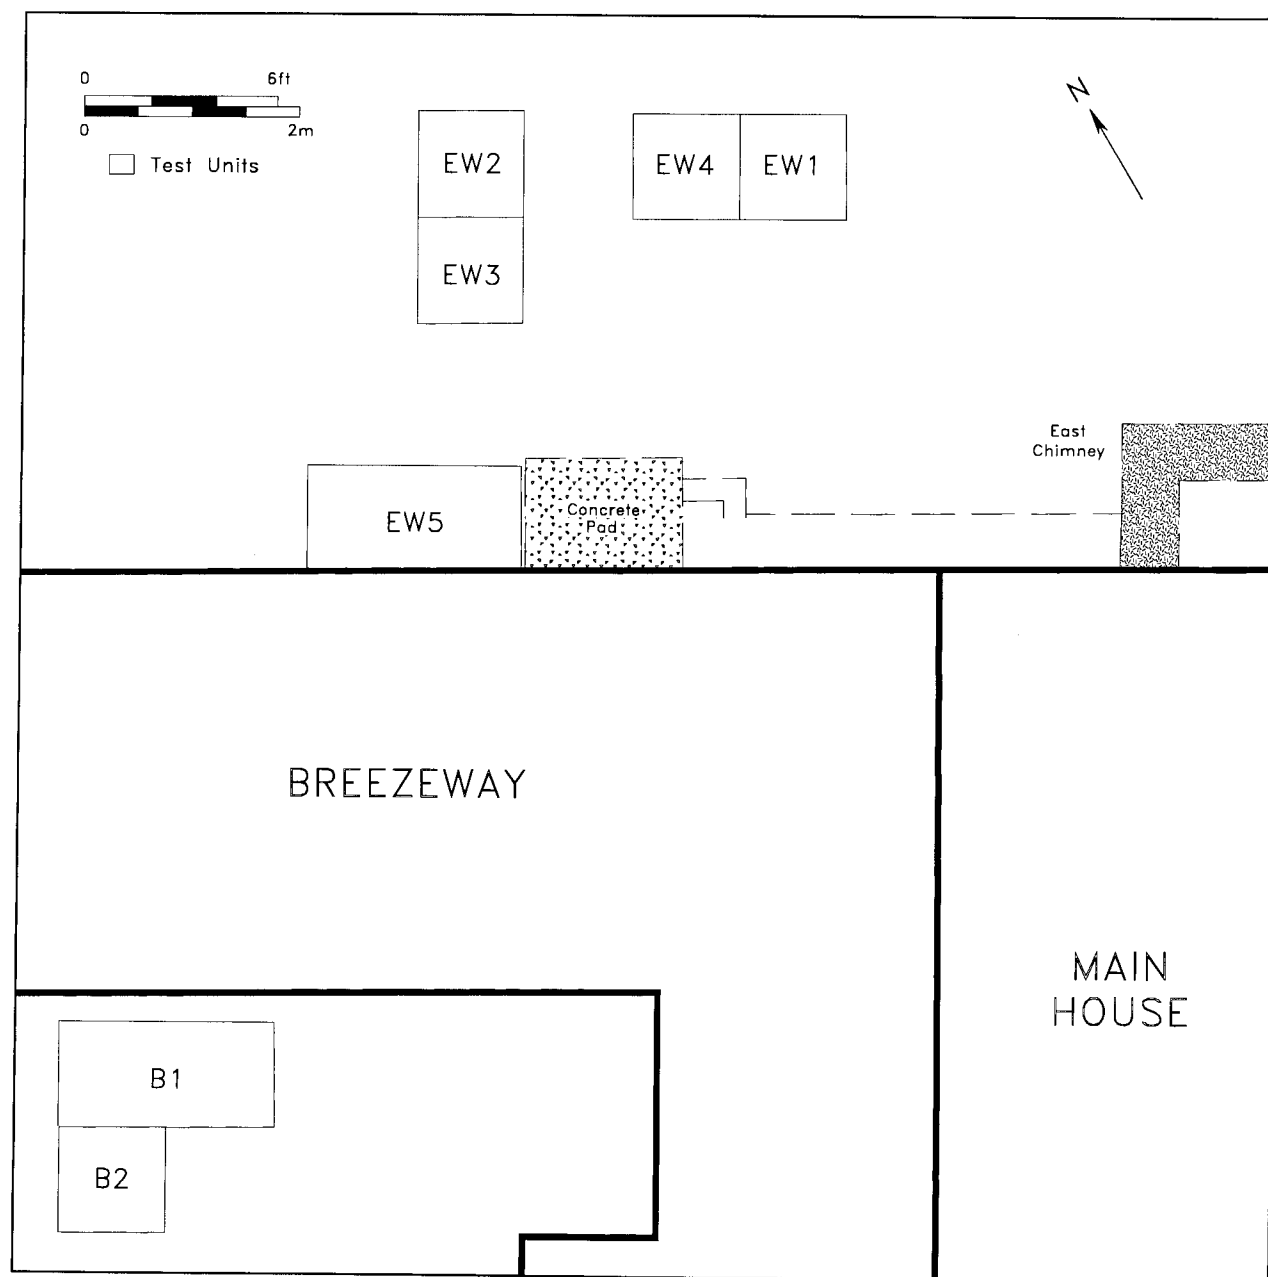 0 6ft
0 2m
Test Units
N
EW2
EW4 EW1
EW3
East
Chimney
EW5
Concrete
Pad
BREEZEWAY
MAIN
HOUSE
B1
B2